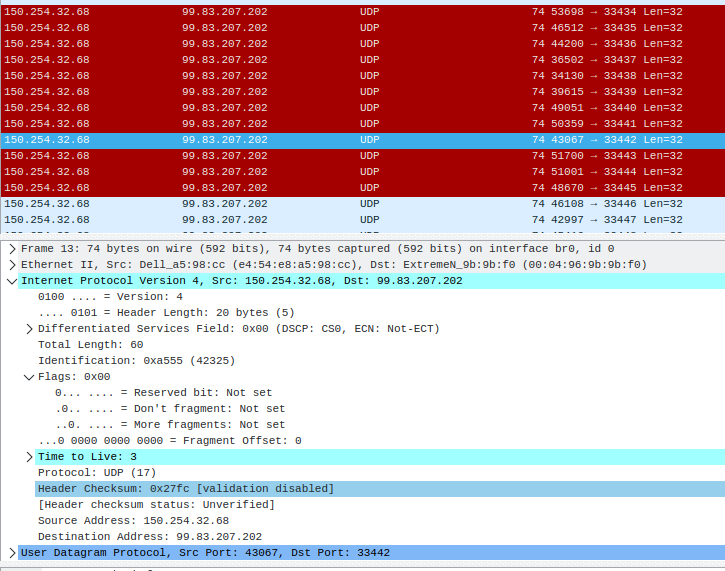 150.254.32.68 99.83.207.202 UDP 74 53698 → 33434 Len=32
150.254.32.68 99.83.207.202 UDP 74 46512 → 33435 Len=32
150.254.32.68 99.83.207.202 UDP 74 44200 → 33436 Len=32
150.254.32.68 99.83.207.202 UDP 74 36502 → 33437 Len=32
150.254.32.68 99.83.207.202 UDP 74 34130 → 33438 Len=32
150.254.32.68 99.83.207.202 UDP 74 39615 → 33439 Len=32
150.254.32.68 99.83.207.202 UDP 74 49051 → 33440 Len=32
150.254.32.68 99.83.207.202 UDP 74 50359 → 33441 Len=32
150.254.32.68 99.83.207.202 UDP 74 43067 → 33442 Len=32
150.254.32.68 99.83.207.202 UDP 74 51700 → 33443 Len=32
150.254.32.68 99.83.207.202 UDP 74 51001 → 33444 Len=32
150.254.32.68 99.83.207.202 UDP 74 48670 → 33445 Len=32
150.254.32.68 99.83.207.202 UDP 74 46108 → 33446 Len=32
150.254.32.68 99.83.207.202 UDP 74 42997 → 33447 Len=32
Frame 13: 74 bytes on wire (592 bits), 74 bytes captured (592 bits) on interface br0, id 0
Ethernet II, Src: Dell_a5:98:cc (e4:54:e8:a5:98:cc), Dst: ExtremeN_9b:9b:f0 (00:04:96:9b:9b:f0)
Internet Protocol Version 4, Src: 150.254.32.68, Dst: 99.83.207.202
0100 .... = Version: 4
.... 0101 = Header Length: 20 bytes (5)
Differentiated Services Field: 0x00 (DSCP: CS0, ECN: Not-ECT)
Total Length: 60
Identification: 0xa555 (42325)
Flags: 0x00
0... .... = Reserved bit: Not set
.0.. .... = Don't fragment: Not set
..0. .... = More fragments: Not set
...0 0000 0000 0000 = Fragment Offset: 0
Time to Live: 3
Protocol: UDP (17)
Header Checksum: 0x27fc [validation disabled]
[Header checksum status: Unverified]
Source Address: 150.254.32.68
Destination Address: 99.83.207.202
User Datagram Protocol, Src Port: 43067, Dst Port: 33442